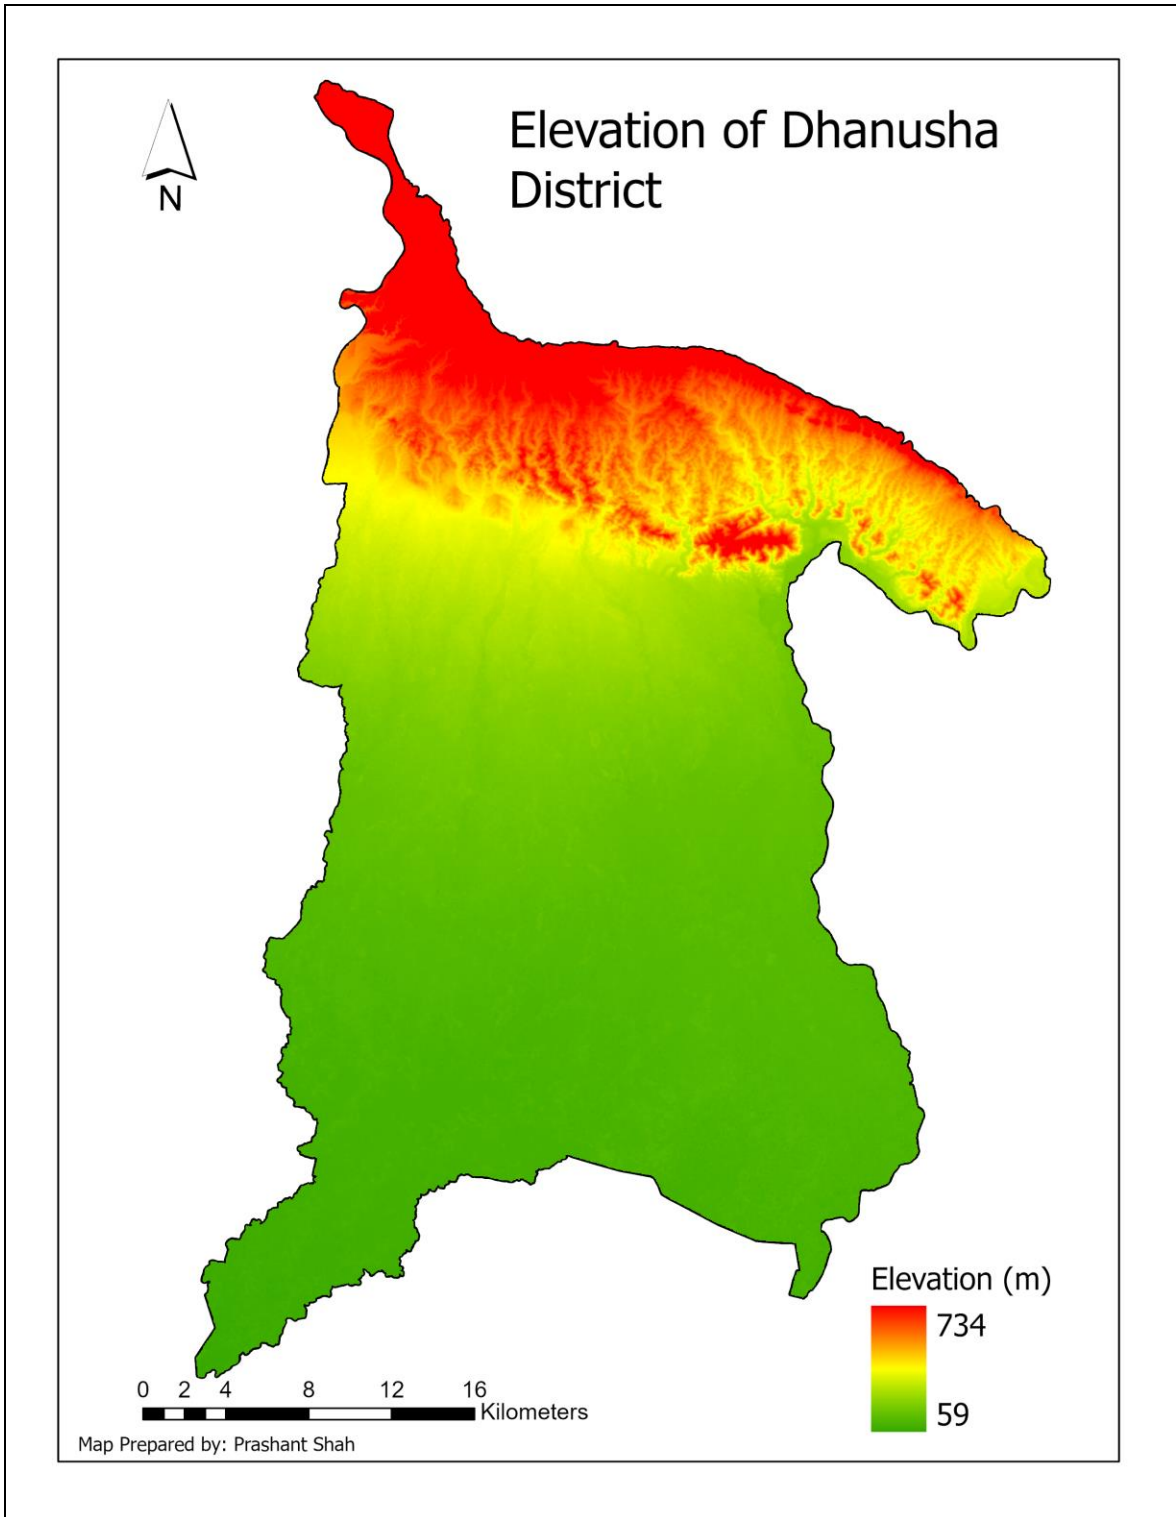 Elevation of Dhanusha
District
N
Elevation (m)
734
59
0 2 4 8 12 16
Kilometers
Map Prepared by: Prashant Shah